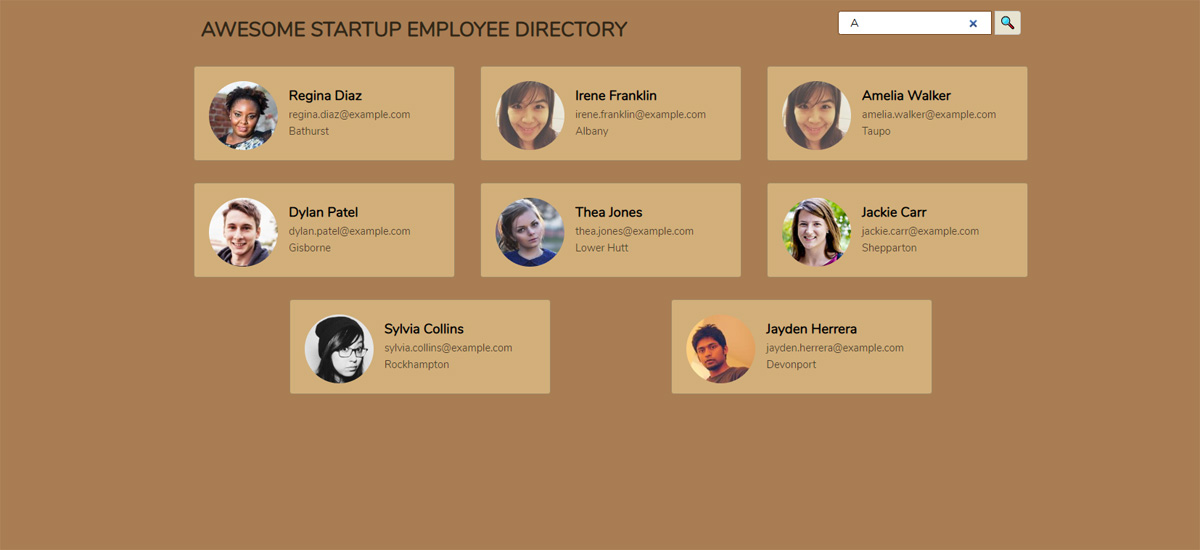 AWESOME STARTUP EMPLOYEE DIRECTORY
A
Regina Diaz
regina.diaz@example.com
Bathurst
Irene Franklin
irene.franklin@example.com
Albany
Amelia Walker
amelia.walker@example.com
Taupo
Dylan Patel
dylan.patel@example.com
Gisborne
Thea Jones
thea.jones@example.com
Lower Hutt
Jackie Carr
jackie.carr@example.com
Shepparton
Sylvia Collins
sylvia.collins@example.com
Rockhampton
Jayden Herrera
jayden.herrera@example.com
Devonport